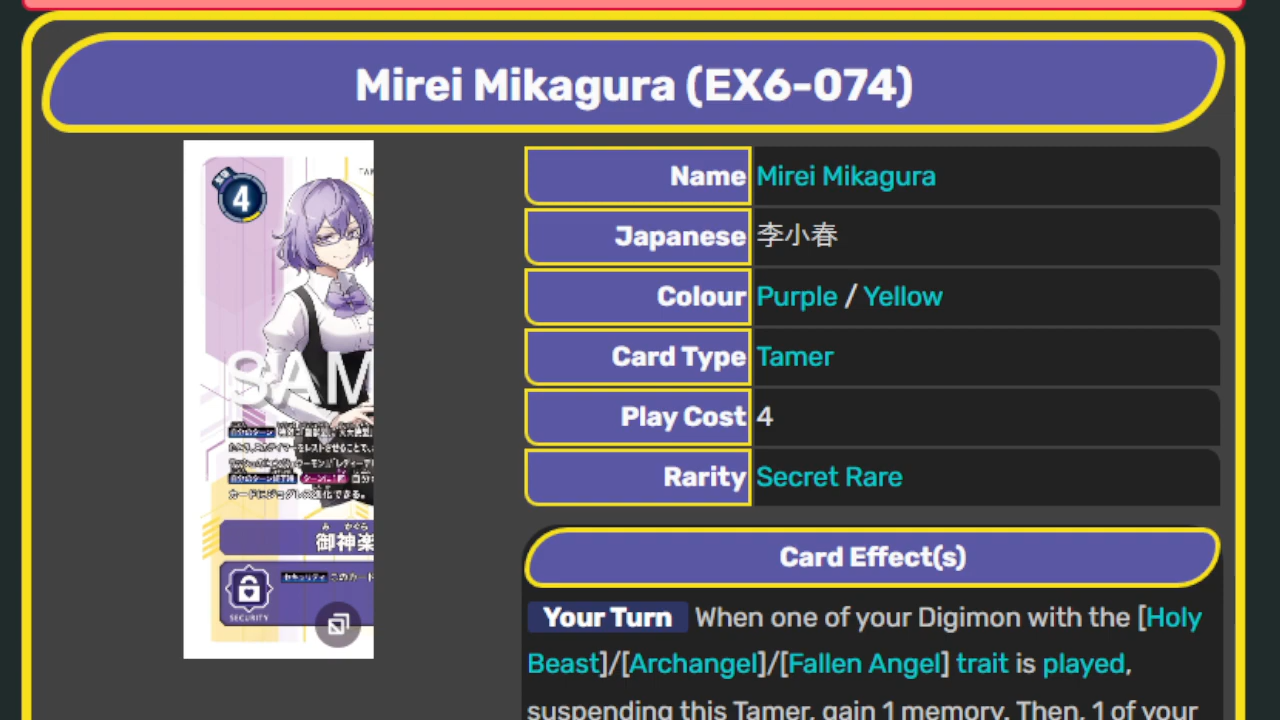 Mirei Mikagura (EX6-074)
4
SAM
御神楽
SECURITY
Name Mirei Mikagura
Japanese 李小春
Colour Purple / Yellow
Card Type Tamer
Play Cost 4
Rarity Secret Rare
Card Effect(s)
Your Turn When one of your Digimon with the [Holy
Beast]/[Archangel]/[Fallen Angel] trait is played,
suspending this Tamer, gain 1 memory. Then, 1 of your